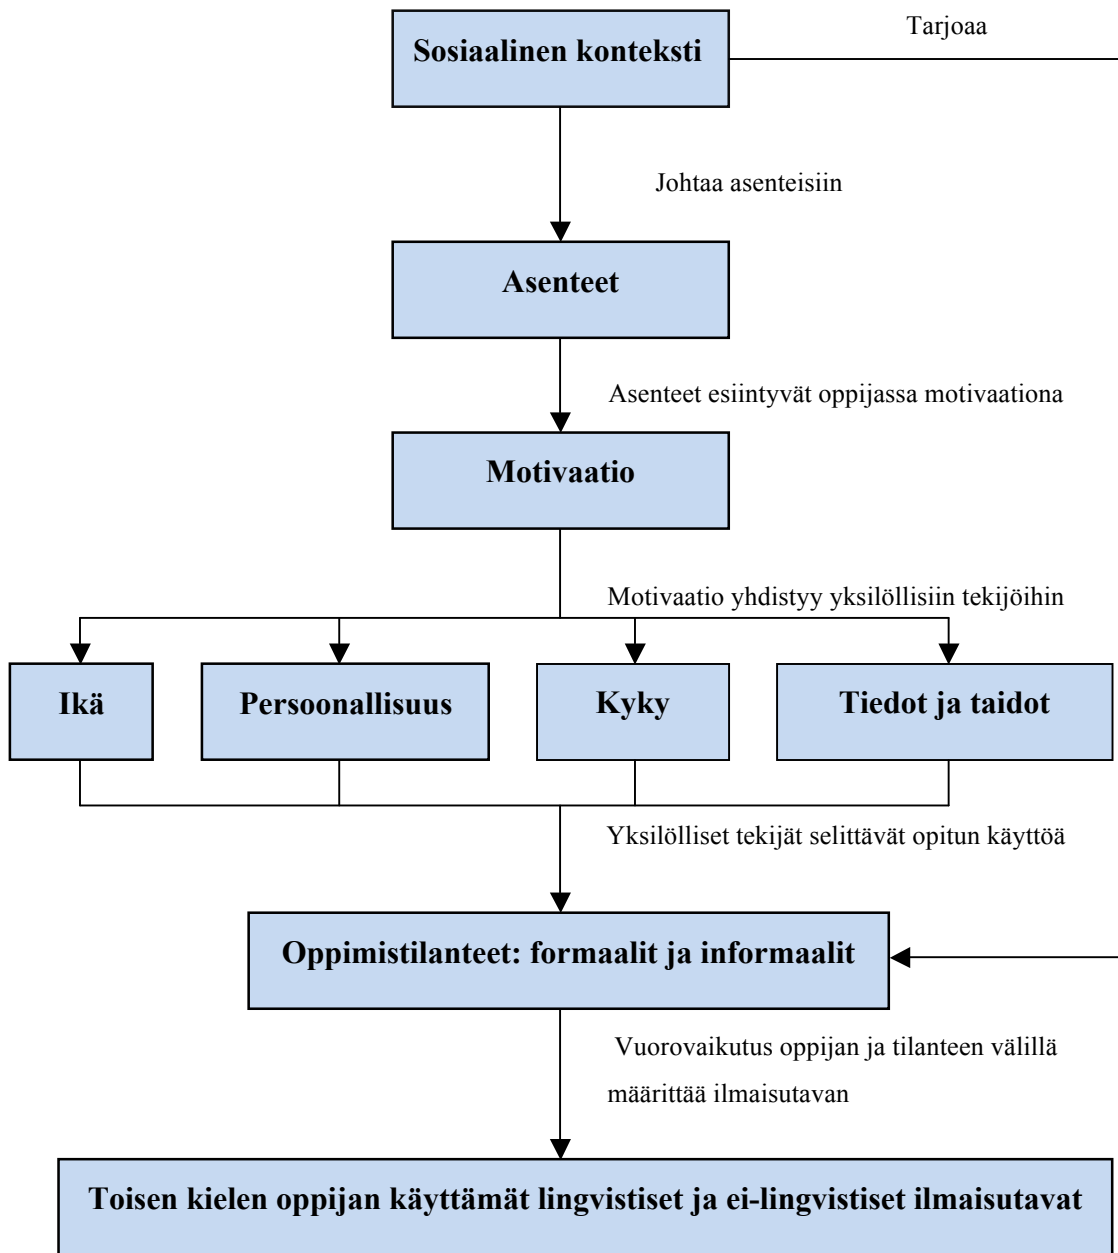 Tarjoaa
Sosiaalinen konteksti
Johtaa asenteisiin
Asenteet
Asenteet esiintyvät oppijassa motivaationa
Motivaatio
Motivaatio yhdistyy yksilöllisiin tekijöihin
Ikä
Persoonallisuus
Kyky
Tiedot ja taidot
Yksilölliset tekijät selittävät opitun käyttöä
Oppimistilanteet: formaalit ja informaalit
Vuorovaikutus oppijan ja tilanteen välillä
määrittää ilmaisutavan
Toisen kielen oppijan käyttämät lingvistiset ja ei-lingvistiset ilmaisutavat